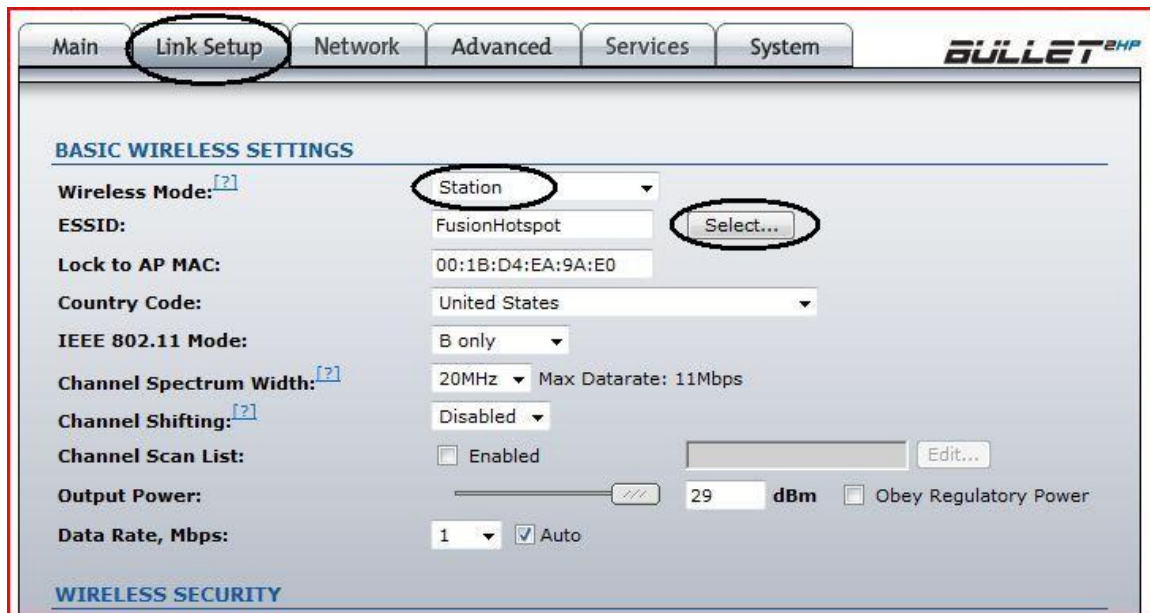 Main Link Setup Network Advanced Services System BULLET2HP
BASIC WIRELESS SETTINGS
Wireless Mode:[?] Station
ESSID: FusionHotspot Select...
Lock to AP MAC: 00:1B:D4:EA:9A:E0
Country Code: United States
IEEE 802.11 Mode: B only
Channel Spectrum Width:[?] 20MHz Max Datarate: 11Mbps
Channel Shifting:[?] Disabled
Channel Scan List: Enabled Edit...
Output Power: 29 dBm Obey Regulatory Power
Data Rate, Mbps: 1 Auto
WIRELESS SECURITY